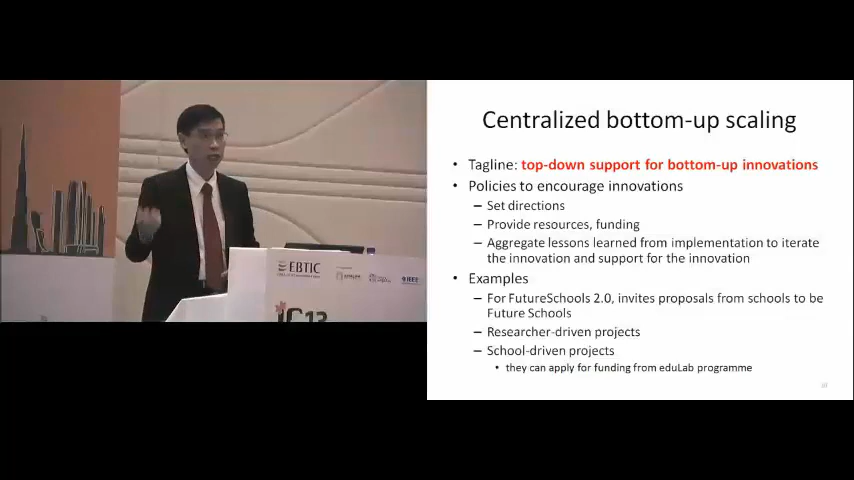 Centralized bottom-up scaling
• Tagline: top-down support for bottom-up innovations
• Policies to encourage innovations
– Set directions
– Provide resources, funding
– Aggregate lessons learned from implementation to iterate
the innovation and support for the innovation
• Examples
– For FutureSchools 2.0, invites proposals from schools to be
Future Schools
– Researcher-driven projects
– School-driven projects
• they can apply for funding from eduLab programme
EBTIC
IEEE